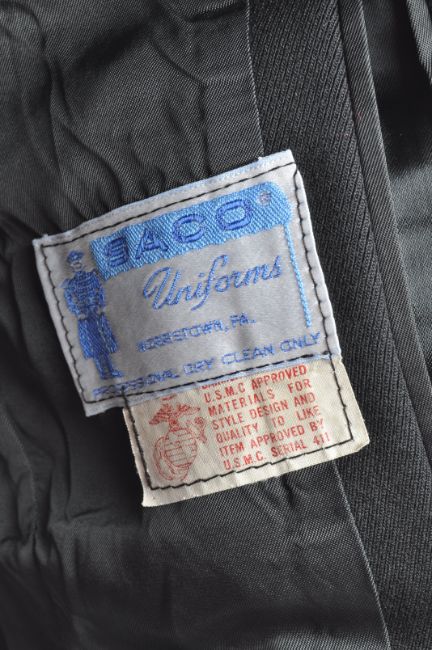 SACO®
Uniforms
NORRISTOWN, PA.
PROFESSIONAL DRY CLEAN ONLY
U.S.M.C APPROVED
MATERIALS FOR
STYLE DESIGN AND
QUALITY TO LIKE
ITEM APPROVED BY
U.S.M.C. SERIAL 411